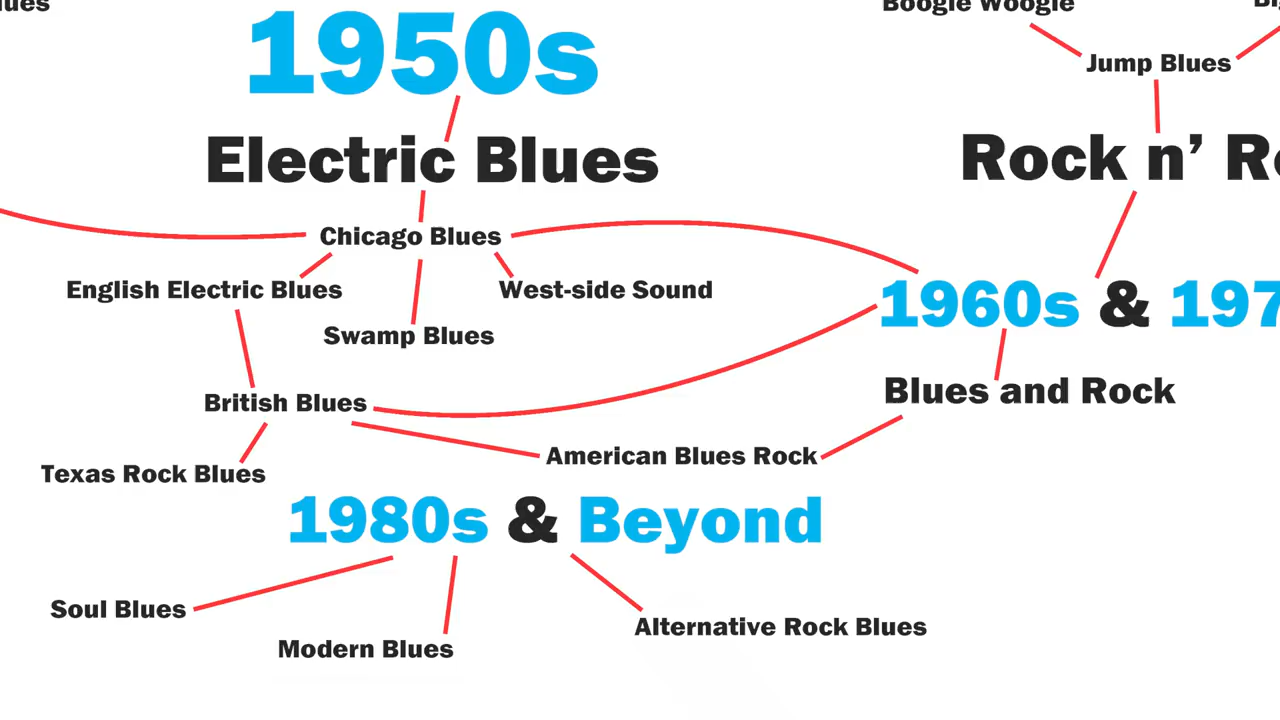 Boogie Woogie
1950s
Jump Blues
Electric Blues
Rock n’
Chicago Blues
English Electric Blues
West-side Sound
1960s &
Swamp Blues
Blues and Rock
British Blues
American Blues Rock
Texas Rock Blues
1980s & Beyond
Soul Blues
Alternative Rock Blues
Modern Blues